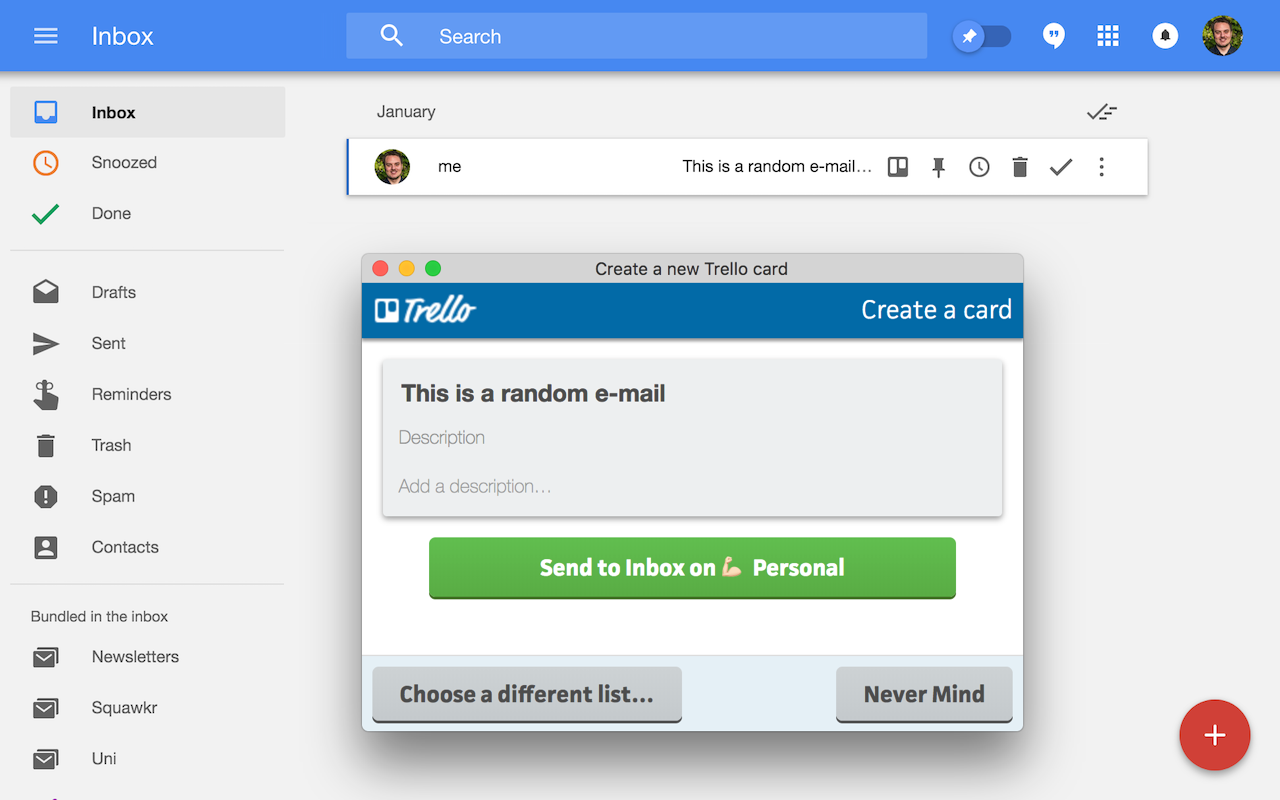 Inbox
Search
Inbox
Snoozed
Done
Drafts
Sent
Reminders
Trash
Spam
Contacts
Bundled in the inbox
Newsletters
Squawkr
Uni
January
me This is a random e-mail…
Create a new Trello card
Trello Create a card
This is a random e-mail
Description
Add a description…
Send to Inbox on 💪🏼 Personal
Choose a different list… Never Mind